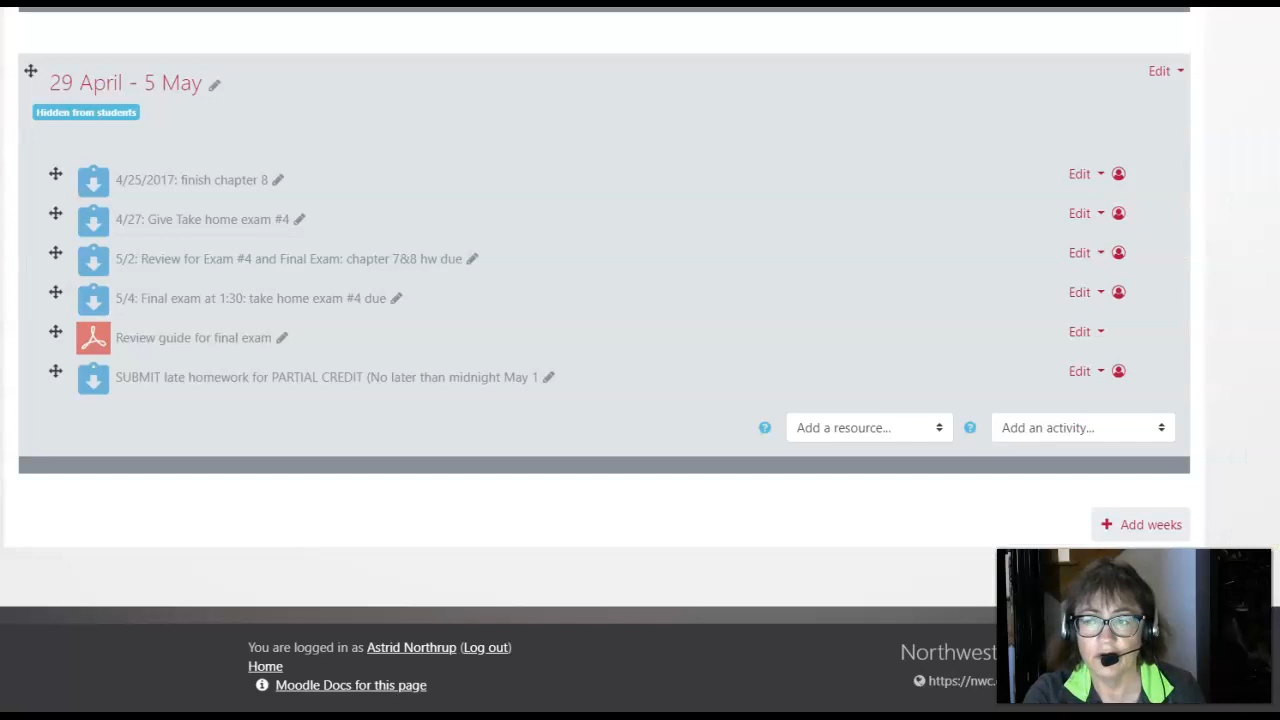 29 April - 5 May
Edit
Hidden from students
4/25/2017: finish chapter 8
Edit
4/27: Give Take home exam #4
Edit
5/2: Review for Exam #4 and Final Exam: chapter 7&8 hw due
Edit
5/4: Final exam at 1:30: take home exam #4 due
Edit
Review guide for final exam
Edit
SUBMIT late homework for PARTIAL CREDIT (No later than midnight May 1
Edit
Add a resource...
Add an activity...
Add weeks
You are logged in as Astrid Northrup (Log out)
Home
Moodle Docs for this page
Northwest
https://nwc.